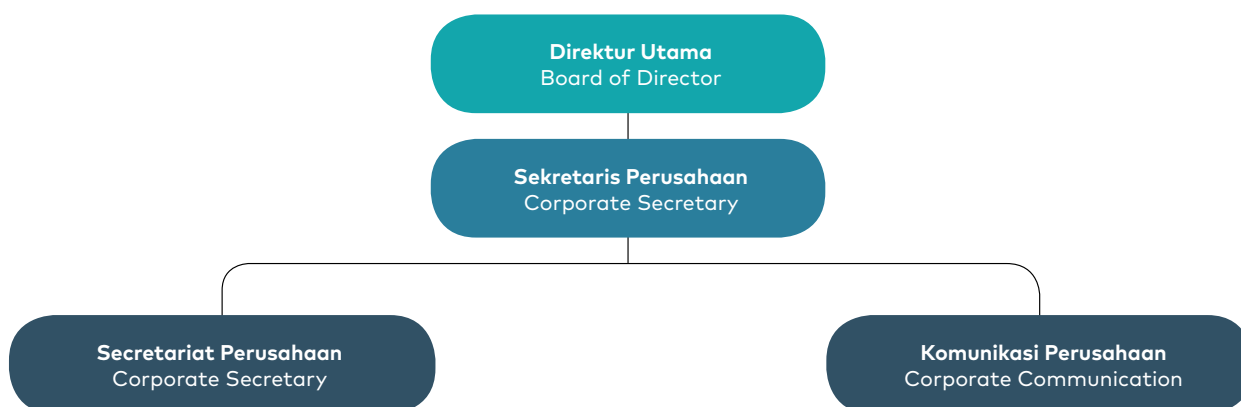 Direktur Utama
Board of Director
Sekretaris Perusahaan
Corporate Secretary
Secretariat Perusahaan
Corporate Secretary
Komunikasi Perusahaan
Corporate Communication